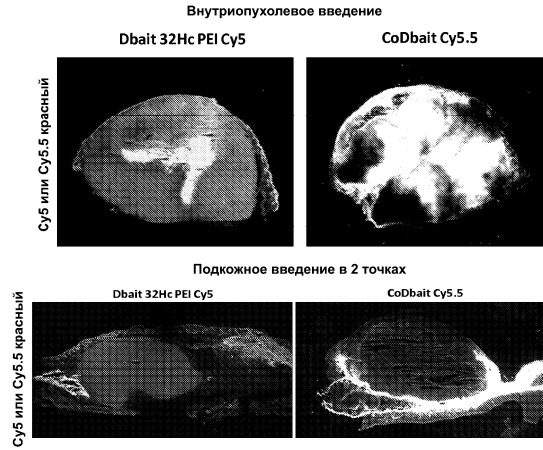 Внутриопухолевое введение
Dbait 32Hc PEI Cy5
CoDbait Cy5.5
Cy5 или Cy5.5 красный
Подкожное введение в 2 точках
Dbait 32Hc PEI Cy5
CoDbait Cy5.5
Cy5 или Cy5.5 красный